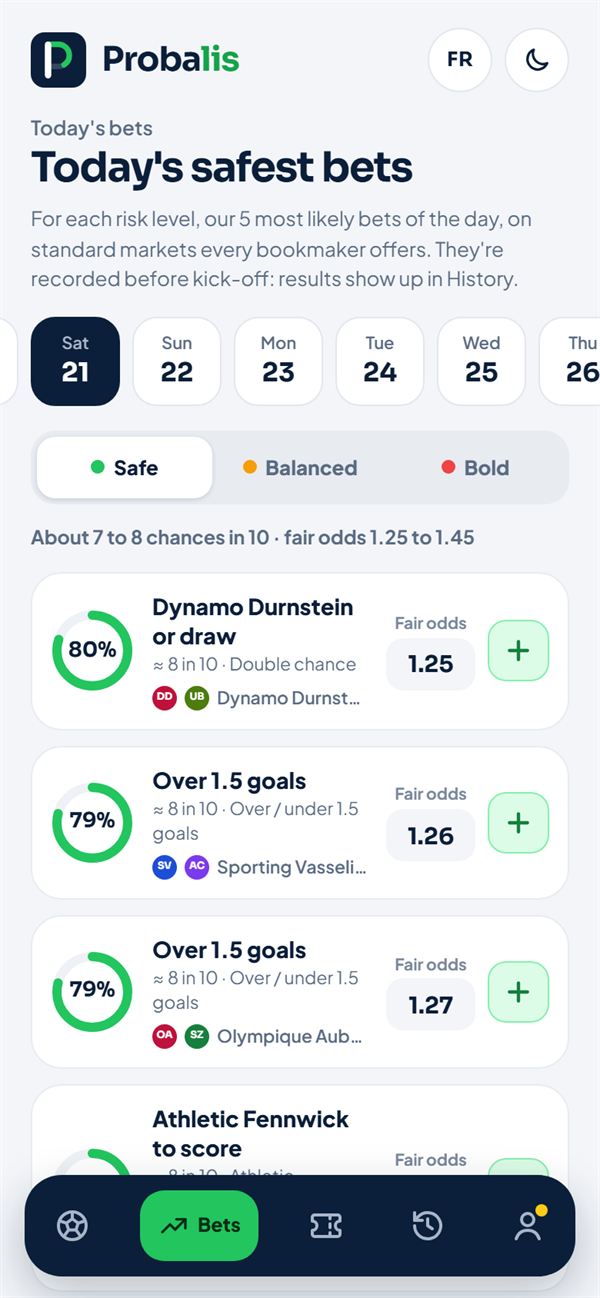 Probalis
FR
Today's bets
Today's safest bets
For each risk level, our 5 most likely bets of the day, on
standard markets every bookmaker offers. They're
recorded before kick-off: results show up in History.
Sat
21
Sun
22
Mon
23
Tue
24
Wed
25
Thu
26
Safe
Balanced
Bold
About 7 to 8 chances in 10 · fair odds 1.25 to 1.45
80%
Dynamo Durnstein
or draw
≈ 8 in 10 · Double chance
DD UB Dynamo Durnst…
Fair odds
1.25
+
79%
Over 1.5 goals
≈ 8 in 10 · Over / under 1.5
goals
SV AC Sporting Vasseli…
Fair odds
1.26
+
79%
Over 1.5 goals
≈ 8 in 10 · Over / under 1.5
goals
OA SZ Olympique Aub…
Fair odds
1.27
+
Athletic Fennwick
to score
Fair odds
Bets